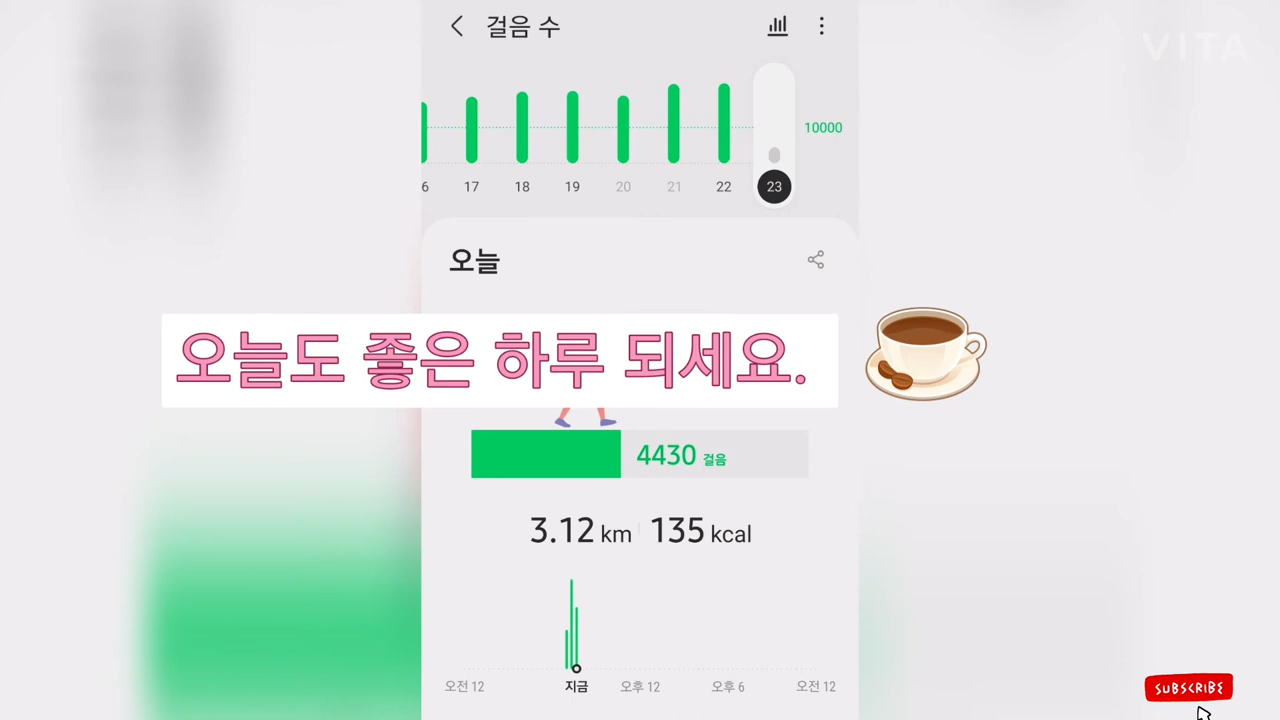 걸음 수
VITA
10000
6 17 18 19 20 21 22 23
오늘
오늘도 좋은 하루 되세요.
4430 걸음
3.12 km 135 kcal
오전 12 지금 오후 12 오후 6 오전 12
SUBSCRIBE